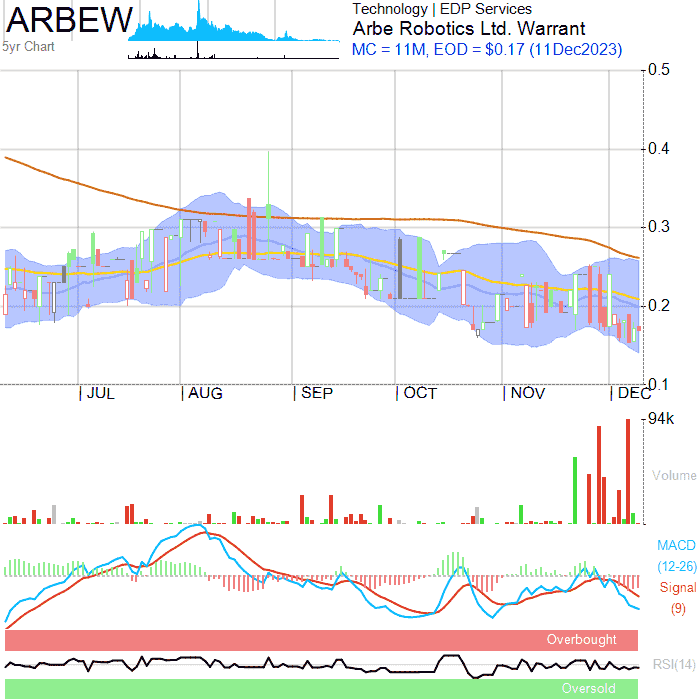 ARBEW
5yr Chart
Technology | EDP Services
Arbe Robotics Ltd. Warrant
MC = 11M, EOD = $0.17 (11Dec2023)
0.5
0.4
0.3
0.2
0.1
JUL AUG SEP OCT NOV DEC
94k
Volume
MACD
(12-26)
Signal
(9)
Overbought
RSI(14)
Oversold